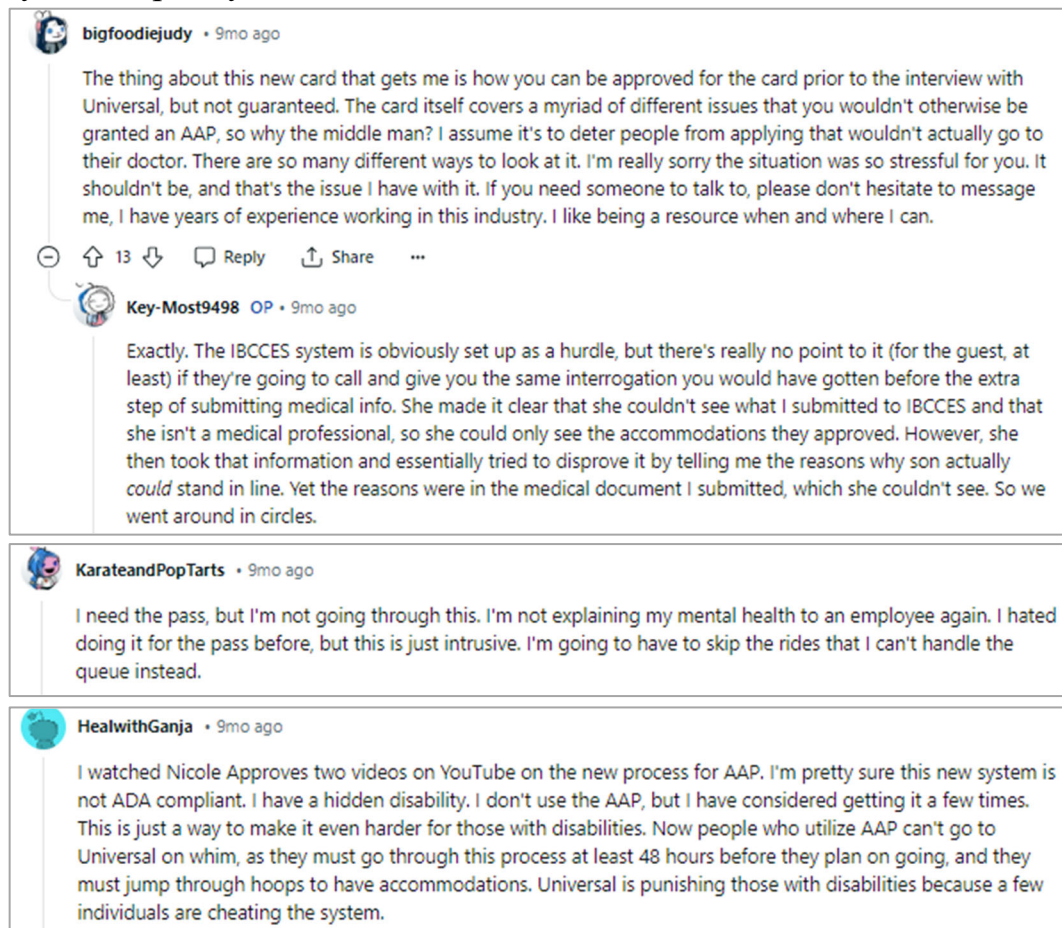 bigfoodiejudy • 9mo ago
The thing about this new card that gets me is how you can be approved for the card prior to the interview with
Universal, but not guaranteed. The card itself covers a myriad of different issues that you wouldn't otherwise be
granted an AAP, so why the middle man? I assume it's to deter people from applying that wouldn't actually go to
their doctor. There are so many different ways to look at it. I'm really sorry the situation was so stressful for you. It
shouldn't be, and that's the issue I have with it. If you need someone to talk to, please don't hesitate to message
me, I have years of experience working in this industry. I like being a resource when and where I can.
13 Reply Share ...
Key-Most9498 OP • 9mo ago
Exactly. The IBCCES system is obviously set up as a hurdle, but there's really no point to it (for the guest, at
least) if they're going to call and give you the same interrogation you would have gotten before the extra
step of submitting medical info. She made it clear that she couldn't see what I submitted to IBCCES and that
she isn't a medical professional, so she could only see the accommodations they approved. However, she
then took that information and essentially tried to disprove it by telling me the reasons why son actually
could stand in line. Yet the reasons were in the medical document I submitted, which she couldn't see. So we
went around in circles.
KarateandPopTarts • 9mo ago
I need the pass, but I'm not going through this. I'm not explaining my mental health to an employee again. I hated
doing it for the pass before, but this is just intrusive. I'm going to have to skip the rides that I can't handle the
queue instead.
HealwithGanja • 9mo ago
I watched Nicole Approves two videos on YouTube on the new process for AAP. I'm pretty sure this new system is
not ADA compliant. I have a hidden disability. I don't use the AAP, but I have considered getting it a few times.
This is just a way to make it even harder for those with disabilities. Now people who utilize AAP can't go to
Universal on whim, as they must go through this process at least 48 hours before they plan on going, and they
must jump through hoops to have accommodations. Universal is punishing those with disabilities because a few
individuals are cheating the system.